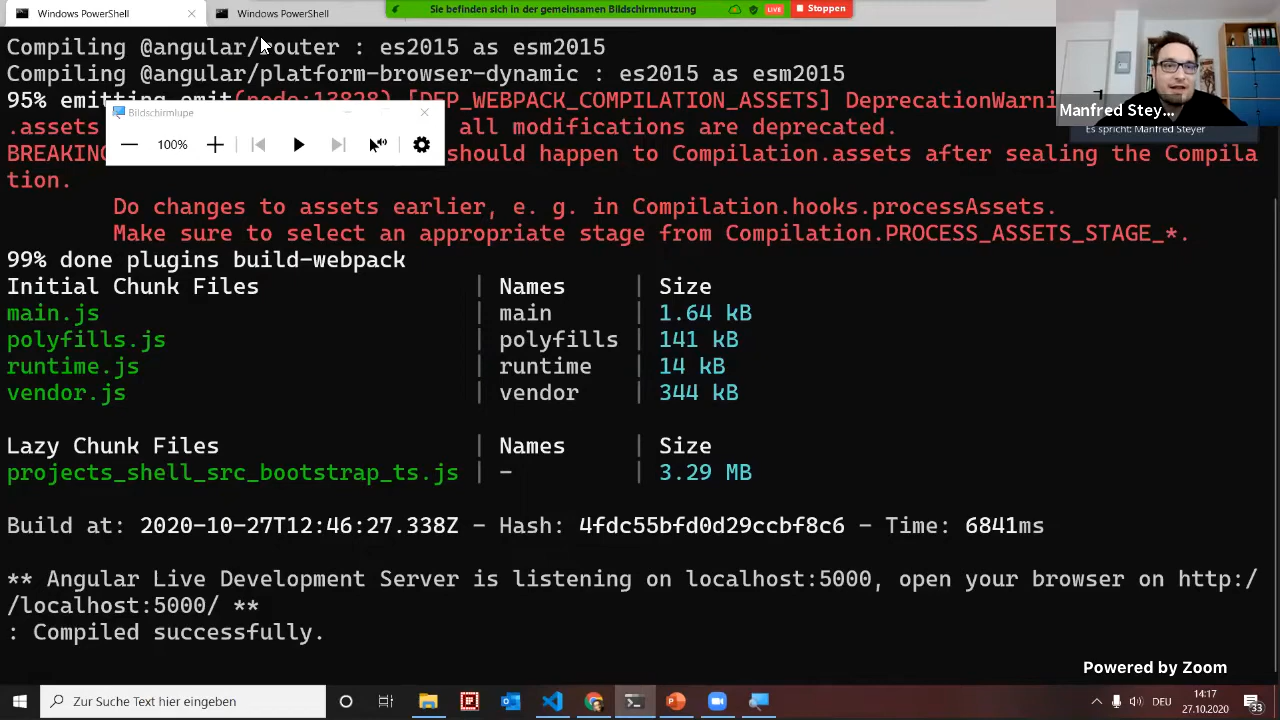 Windows PowerShell
Windows PowerShell
Sie befinden sich in der gemeinsamen Bildschirmnutzung
LIVE
Stoppen
Compiling @angular/router : es2015 as esm2015
Compiling @angular/platform-browser-dynamic : es2015 as esm2015
95% emitting emit(node:13828) [DEP_WEBPACK_COMPILATION_ASSETS] DeprecationWarni
.assets all modifications are deprecated.
BREAKING should happen to Compilation.assets after sealing the Compila
tion.
Do changes to assets earlier, e. g. in Compilation.hooks.processAssets.
Make sure to select an appropriate stage from Compilation.PROCESS_ASSETS_STAGE_*.
Bildschirmlupe
100%
Manfred Stey...
Es spricht: Manfred Steyer
99% done plugins build-webpack
Initial Chunk Files | Names | Size
main.js | main | 1.64 kB
polyfills.js | polyfills | 141 kB
runtime.js | runtime | 14 kB
vendor.js | vendor | 344 kB
Lazy Chunk Files | Names | Size
projects_shell_src_bootstrap_ts.js | – | 3.29 MB
Build at: 2020-10-27T12:46:27.338Z - Hash: 4fdc55bfd0d29ccbf8c6 - Time: 6841ms
** Angular Live Development Server is listening on localhost:5000, open your browser on http:/
/localhost:5000/ **
: Compiled successfully.
Powered by Zoom
Zur Suche Text hier eingeben
DEU
14:17
27.10.2020
33